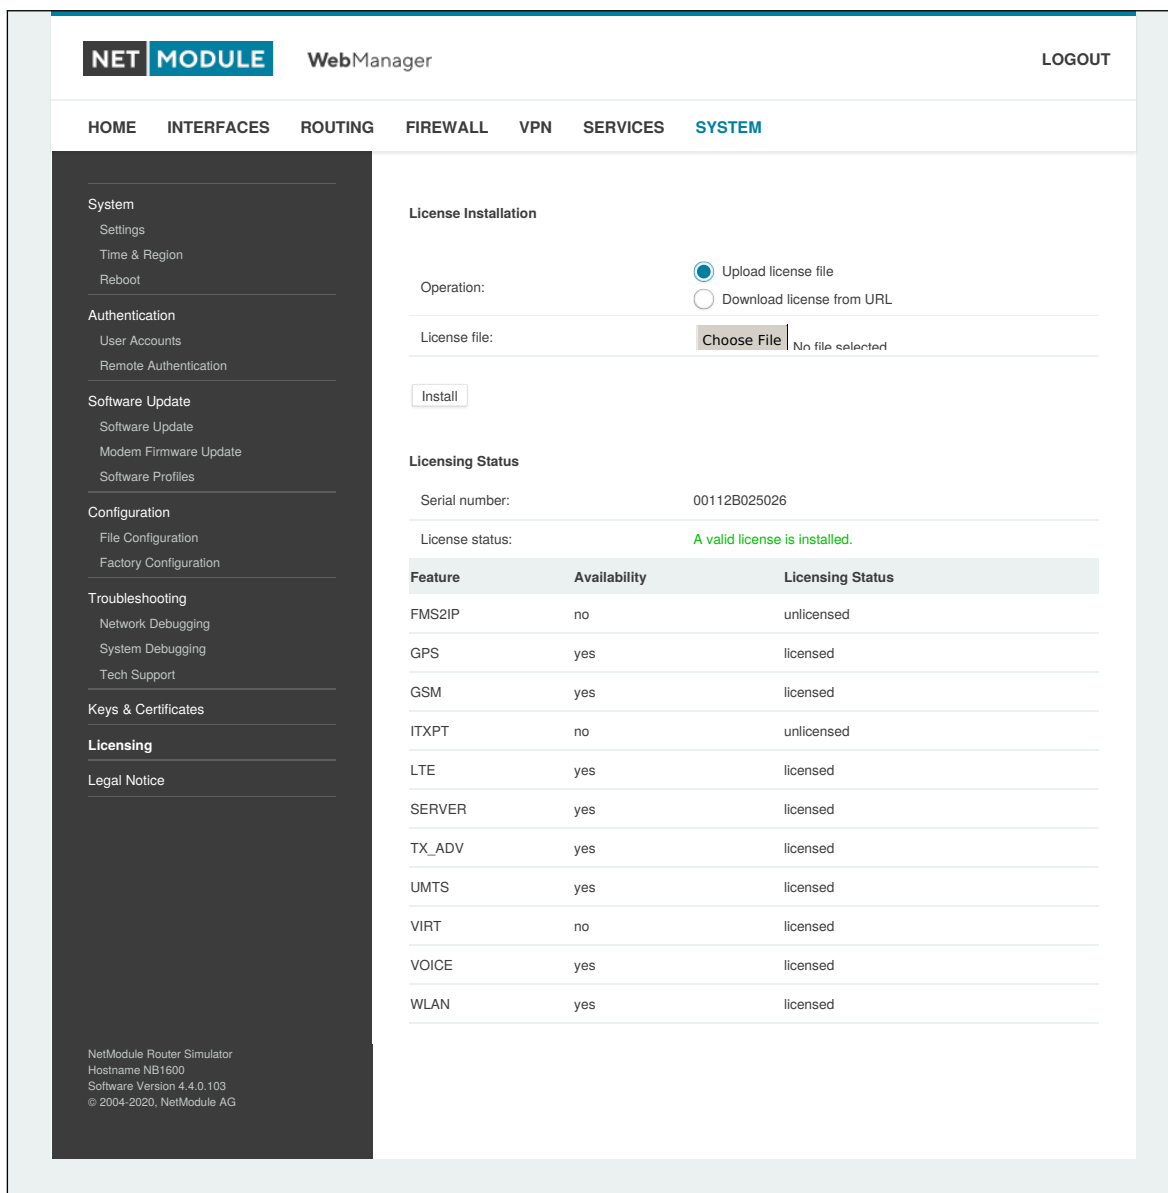 NET MODULE WebManager LOGOUT
HOME INTERFACES ROUTING FIREWALL VPN SERVICES SYSTEM
System
Settings
Time & Region
Reboot
Authentication
User Accounts
Remote Authentication
Software Update
Software Update
Modem Firmware Update
Software Profiles
Configuration
File Configuration
Factory Configuration
Troubleshooting
Network Debugging
System Debugging
Tech Support
Keys & Certificates
Licensing
Legal Notice
NetModule Router Simulator
Hostname NB1600
Software Version 4.4.0.103
© 2004-2020, NetModule AG
License Installation
Operation: Upload license file
Download license from URL
License file: Choose File No file selected
Install
Licensing Status
Serial number: 00112B025026
License status: A valid license is installed.
Feature Availability Licensing Status
FMS2IP no unlicensed
GPS yes licensed
GSM yes licensed
ITXPT no unlicensed
LTE yes licensed
SERVER yes licensed
TX_ADV yes licensed
UMTS yes licensed
VIRT no licensed
VOICE yes licensed
WLAN yes licensed